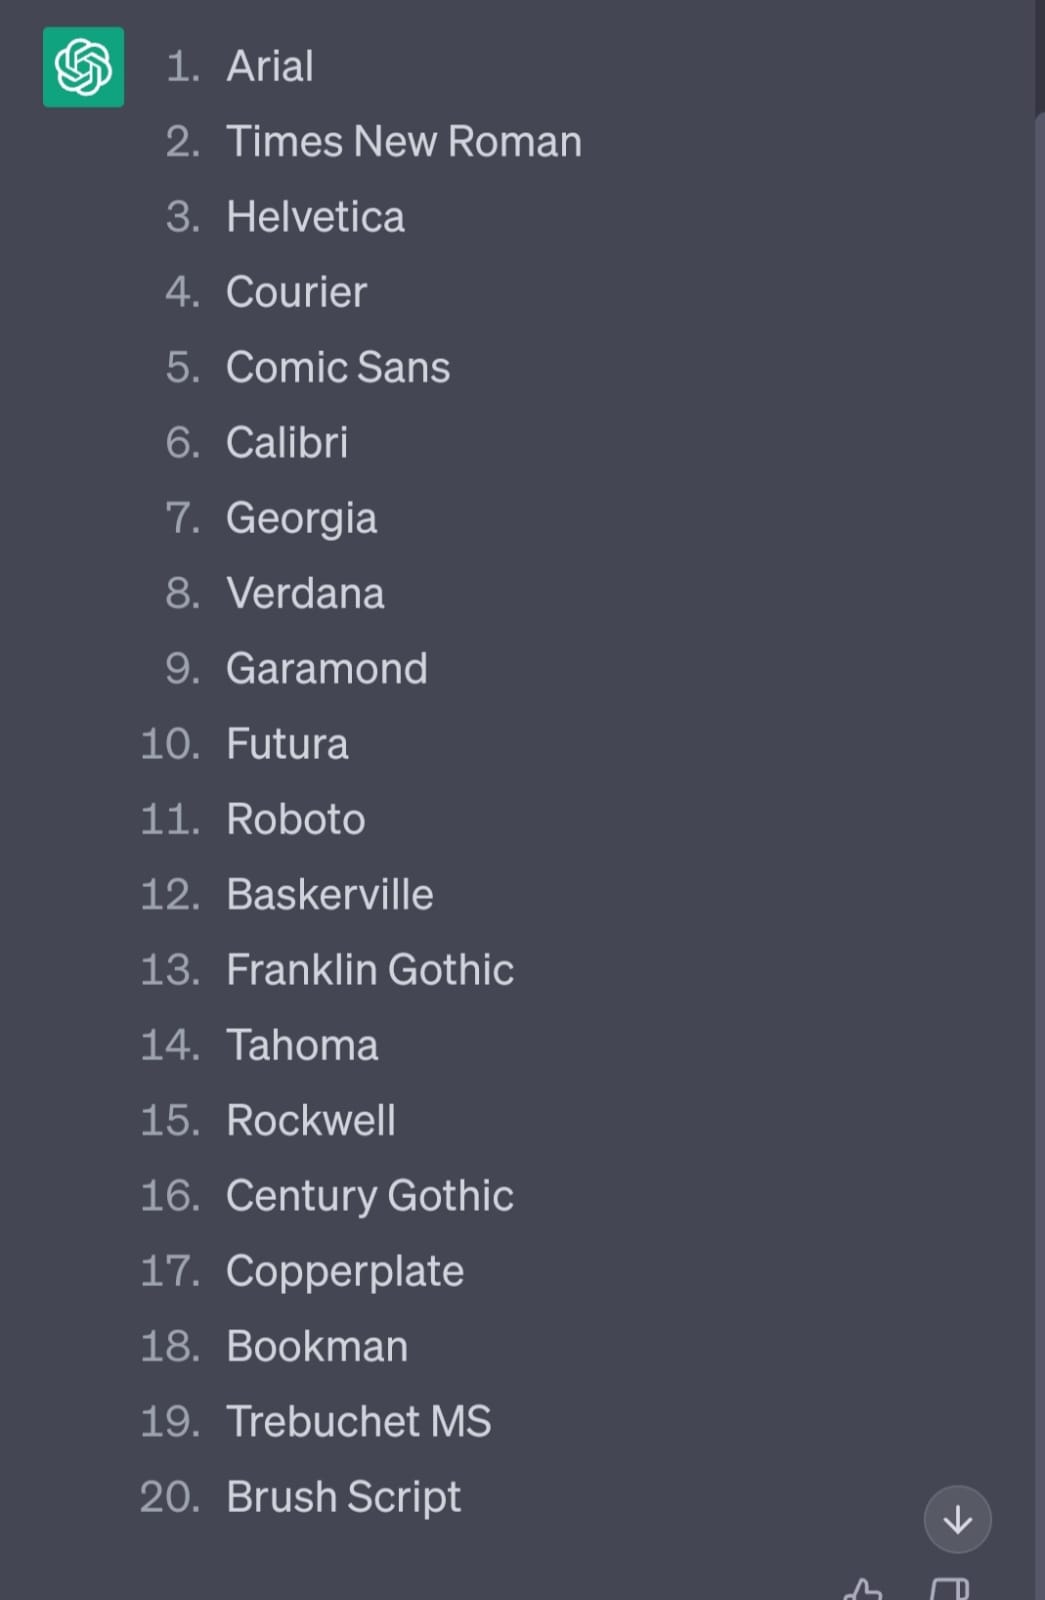 1. Arial
2. Times New Roman
3. Helvetica
4. Courier
5. Comic Sans
6. Calibri
7. Georgia
8. Verdana
9. Garamond
10. Futura
11. Roboto
12. Baskerville
13. Franklin Gothic
14. Tahoma
15. Rockwell
16. Century Gothic
17. Copperplate
18. Bookman
19. Trebuchet MS
20. Brush Script